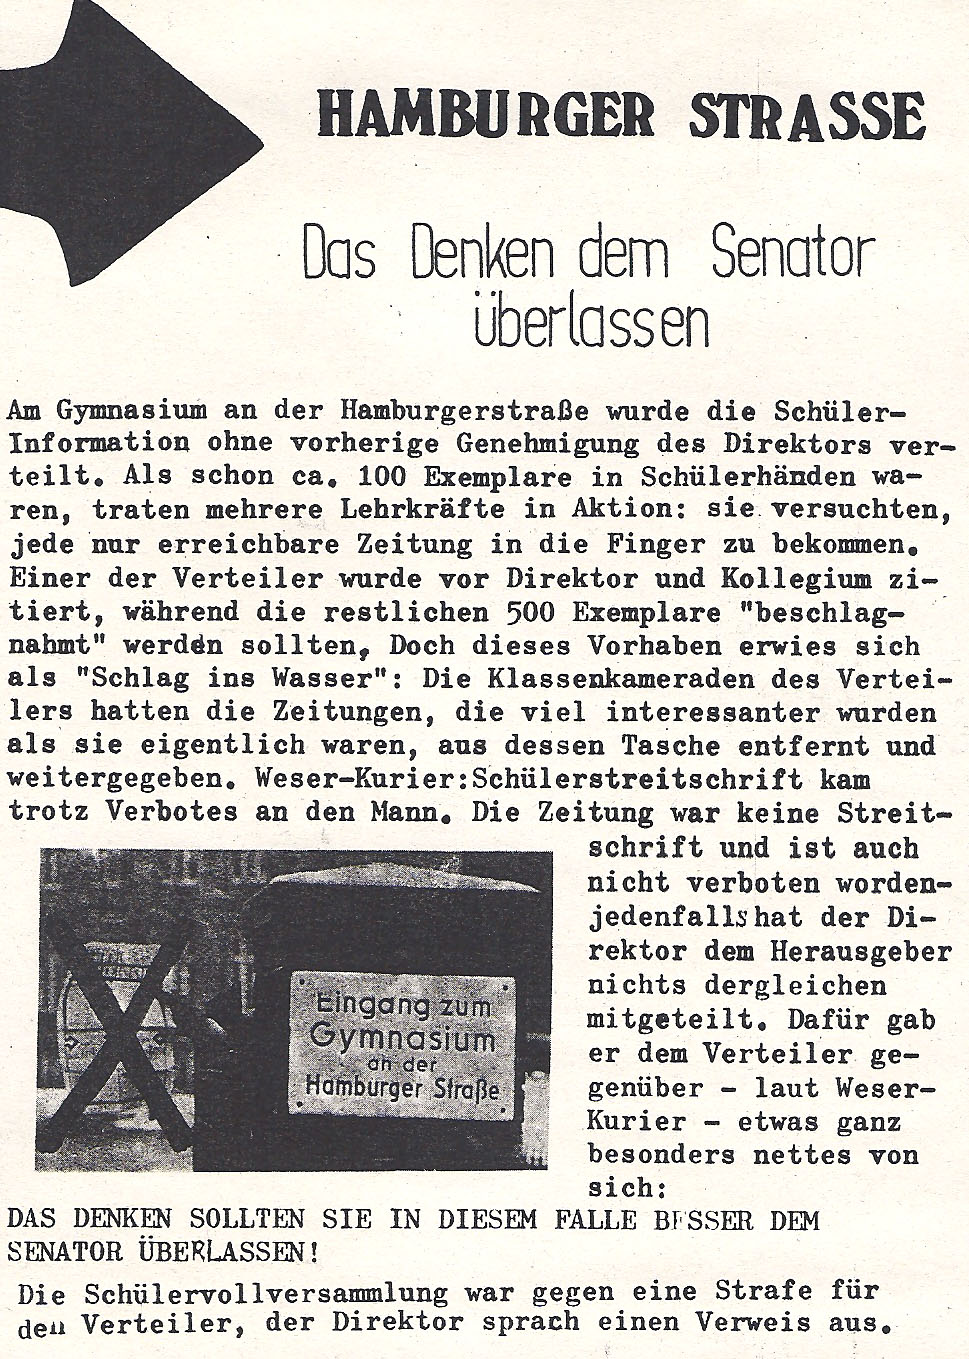 HAMBURGER STRASSE
Das Denken dem Senator
überlassen
Am Gymnasium an der Hamburgerstraße wurde die Schüler-
Information ohne vorherige Genehmigung des Direktors ver-
teilt. Als schon ca. 100 Exemplare in Schülerhänden wa-
ren, traten mehrere Lehrkräfte in Aktion: sie versuchten,
jede nur erreichbare Zeitung in die Finger zu bekommen.
Einer der Verteiler wurde vor Direktor und Kollegium zi-
tiert, während die restlichen 500 Exemplare "beschlag-
nahmt" werden sollten, Doch dieses Vorhaben erwies sich
als "Schlag ins Wasser": Die Klassenkameraden des Vertei-
lers hatten die Zeitungen, die viel interessanter wurden
als sie eigentlich waren, aus dessen Tasche entfernt und
weitergegeben. Weser-Kurier:Schülerstreitschrift kam
trotz Verbotes an den Mann. Die Zeitung war keine Streit-
schrift und ist auch
nicht verboten worden-
jedenfalls hat der Di-
rektor dem Herausgeber
nichts dergleichen
mitgeteilt. Dafür gab
er dem Verteiler ge-
genüber - laut Weser-
Kurier - etwas ganz
besonders nettes von
sich:
Eingang zum
Gymnasium
an der
Hamburger Straße
DAS DENKEN SOLLTEN SIE IN DIESEM FALLE BESSER DEM
SENATOR ÜBERLASSEN!
Die Schülervollversammlung war gegen eine Strafe für
den Verteiler, der Direktor sprach einen Verweis aus.